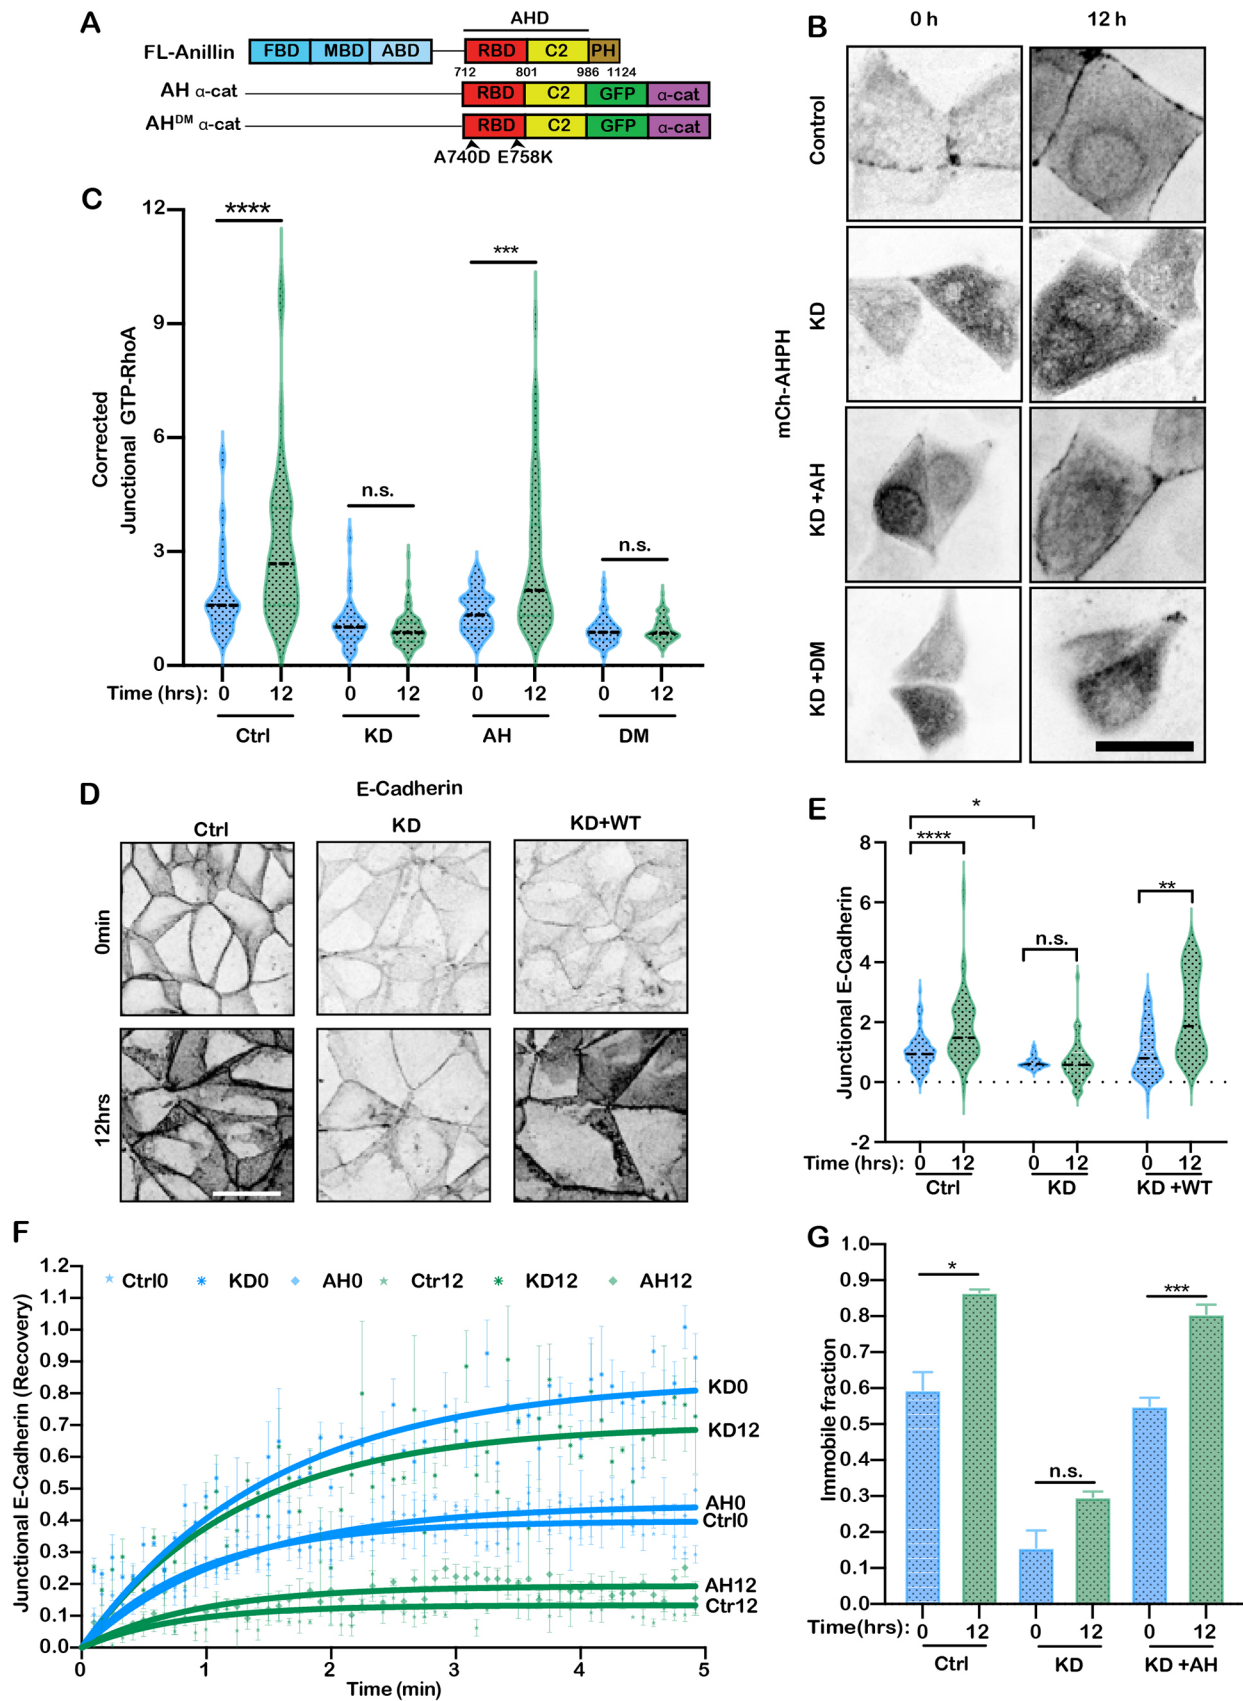 A
AHD
FL-Anillin FBD MBD ABD RBD C2 PH
712 801 986 1124
AH α-cat RBD C2 GFP α-cat
AHDM α-cat RBD C2 GFP α-cat
A740D E758K
B
0 h 12 h
Control
KD
KD +AH
KD +DM
mCh-AHPH
C
Corrected
Junctional GTP-RhoA
12
9
6
3
0
**** n.s. *** n.s.
Time (hrs): 0 12 0 12 0 12 0 12
Ctrl KD AH DM
D
E-Cadherin
Ctrl KD KD+WT
0min
12hrs
E
Junctional E-Cadherin
8
6
4
2
0
-2
*
**** n.s. **
Time (hrs): 0 12 0 12 0 12
Ctrl KD KD +WT
F
Junctional E-Cadherin (Recovery)
1.2
1.1
1.0
0.9
0.8
0.7
0.6
0.5
0.4
0.3
0.2
0.1
0.0
Ctrl0 KD0 AH0 Ctr12 KD12 AH12
KD0
KD12
AH0
Ctrl0
AH12
Ctr12
0 1 2 3 4 5
Time (min)
G
Immobile fraction
1.0
0.9
0.8
0.7
0.6
0.5
0.4
0.3
0.2
0.1
0.0
* n.s. ***
Time(hrs): 0 12 0 12 0 12
Ctrl KD KD +AH